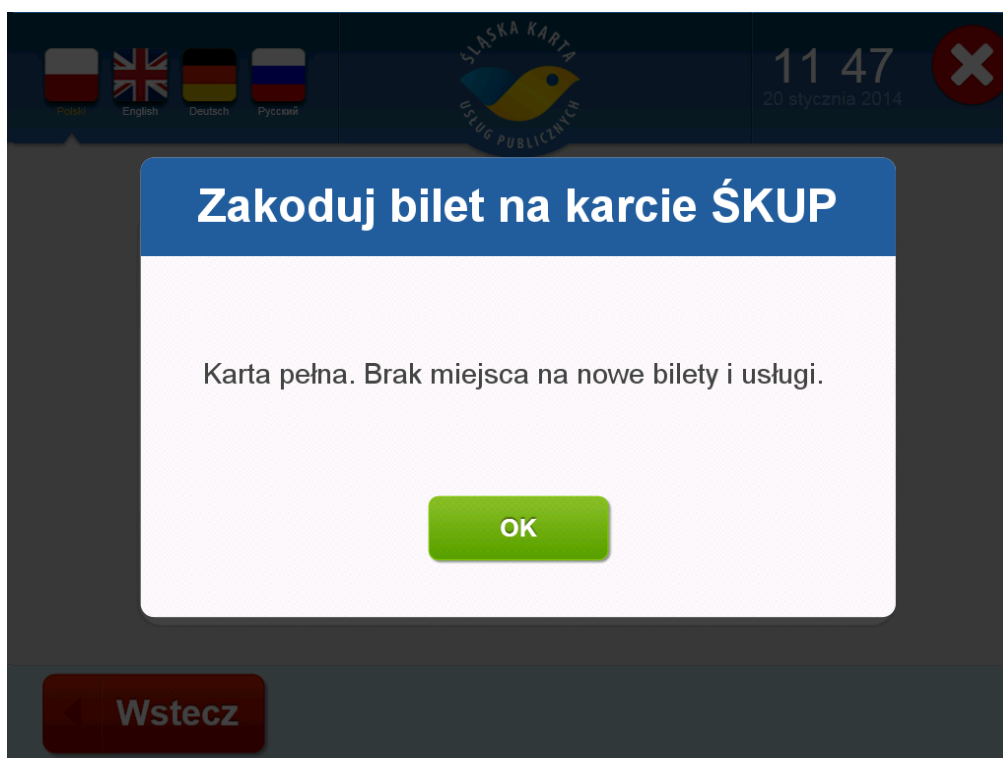 Polski English Deutsch Русский
ŚLĄSKA KARTA
USŁUG PUBLICZNYCH
11 47
20 stycznia 2014
Zakoduj bilet na karcie ŚKUP
Karta pełna. Brak miejsca na nowe bilety i usługi.
OK
Wstecz